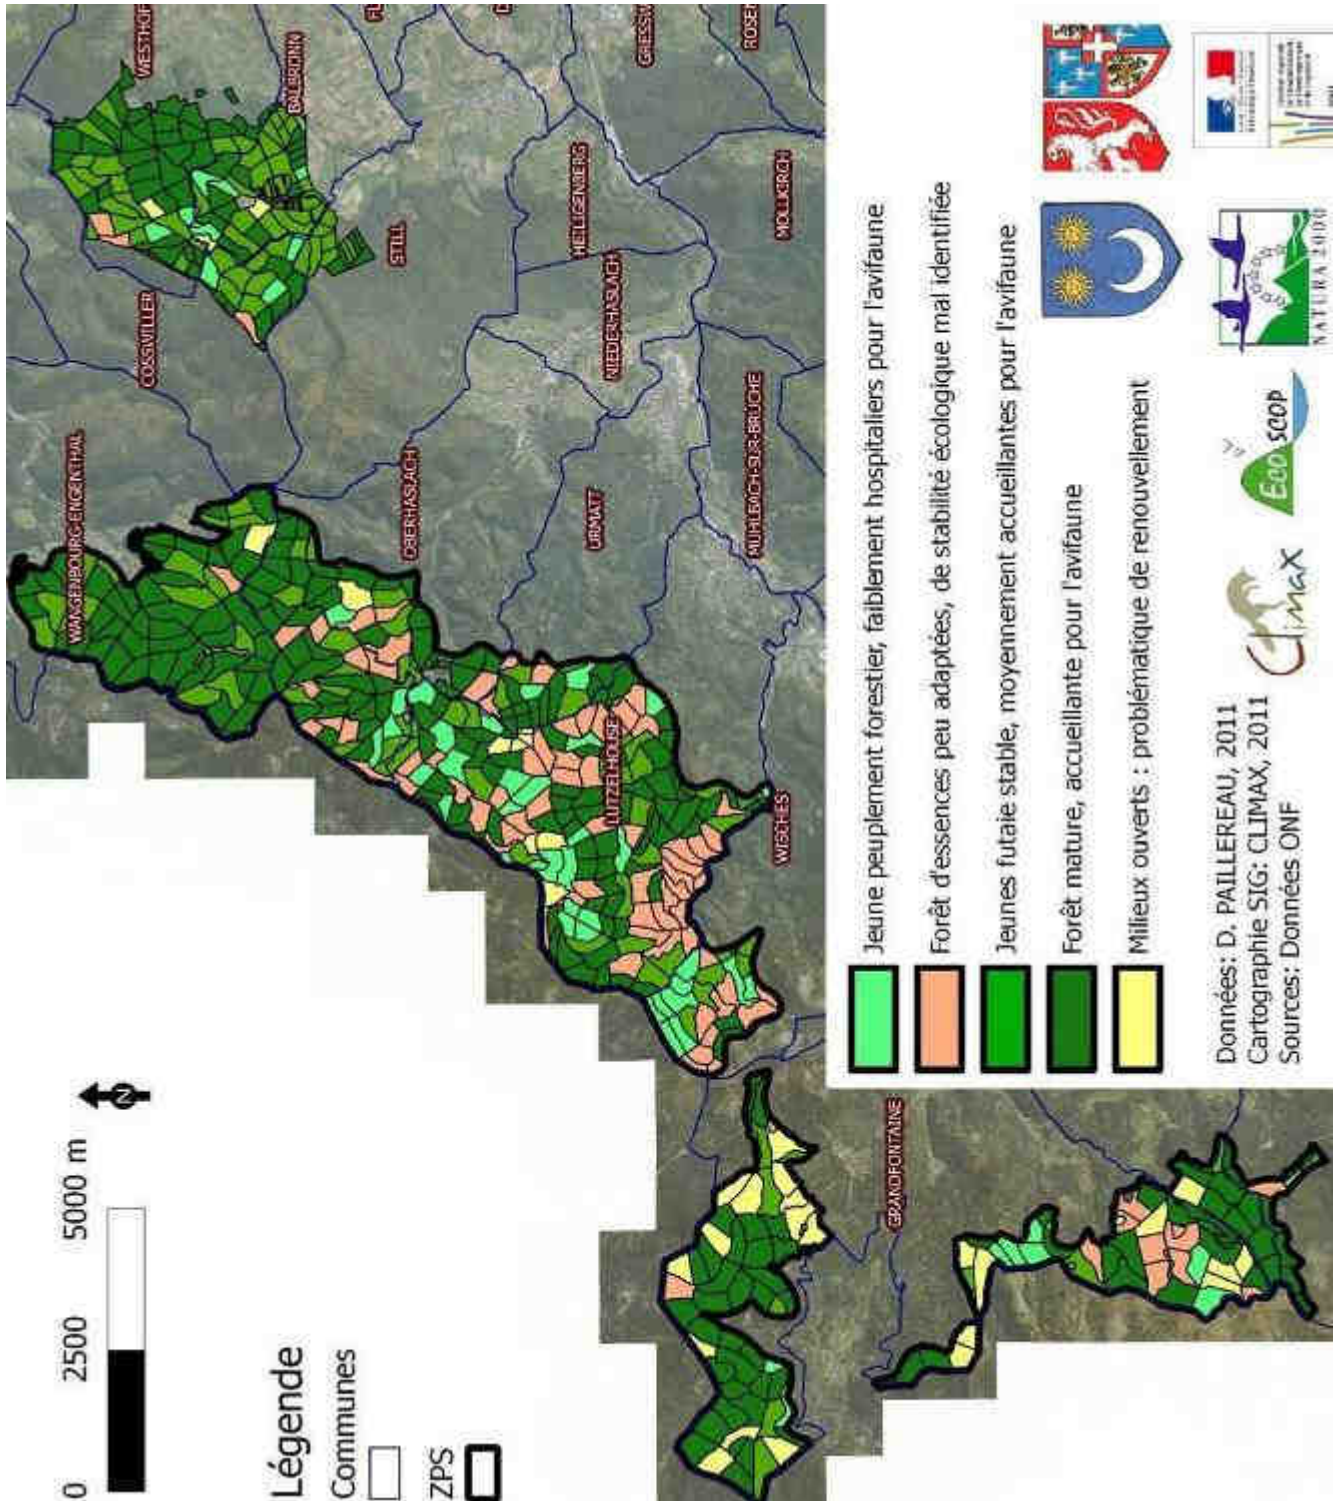 0 2500 5000 m
N
Légende
Communes
ZPS
WANGENBOURG-ENGENTHAL
COSSWILLER
WESTHOF
BALBRONN
STILL
OBERHASLACH
HEILIGENBERG
NIEDERHASLACH
GRESSW
ROSEN
URMATT
LUTZELHOUSE
MUHLBACH-SUR-BRUCHE
MOLLKIRCH
WISCHES
GRANDFONTAINE
Jeune peuplement forestier, faiblement hospitaliers pour l'avifaune
Forêt d'essences peu adaptées, de stabilité écologique mal identifiée
Jeunes futaie stable, moyennement accueillantes pour l'avifaune
Forêt mature, accueillante pour l'avifaune
Milieux ouverts : problématique de renouvellement
Données: D. PAILLEREAU, 2011
Cartographie SIG: CLIMAX, 2011
Sources: Données ONF
Climax
ECOSCOP
NATURA 2000